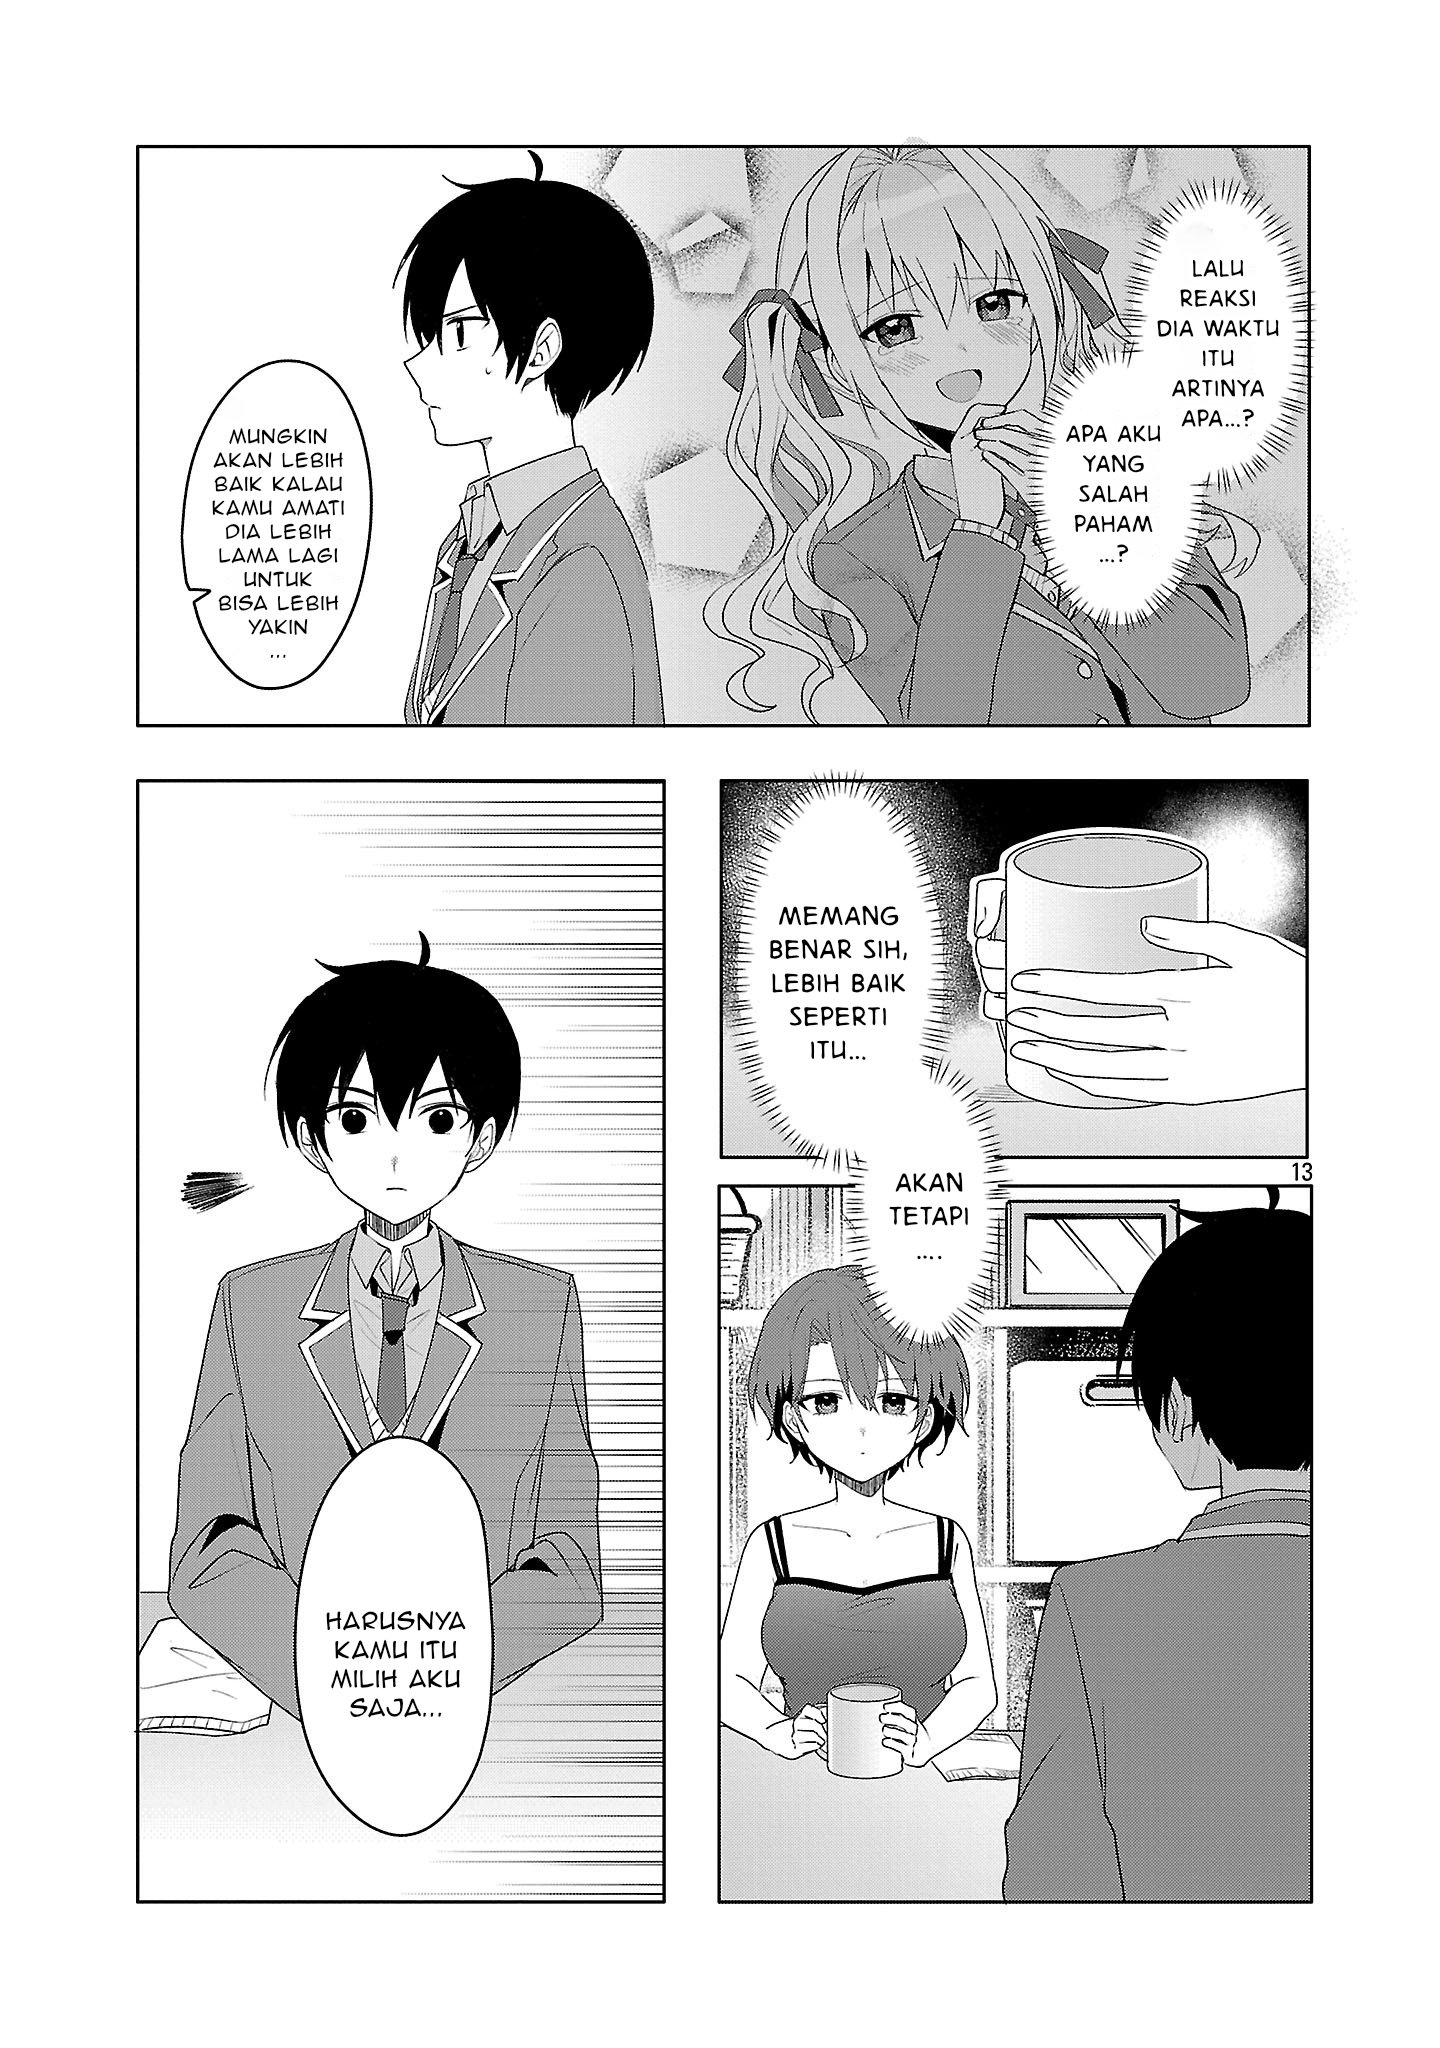 LALU
REAKSI
DIA WAKTU
ITU
ARTINYA
APA...?
APA AKU
YANG
SALAH
PAHAM
...?
MUNGKIN
AKAN LEBIH
BAIK KALAU
KAMU AMATI
DIA LEBIH
LAMA LAGI
UNTUK
BISA LEBIH
YAKIN
...
MEMANG
BENAR SIH,
LEBIH BAIK
SEPERTI
ITU...
13
AKAN
TETAPI
....
HARUSNYA
KAMU ITU
MILIH AKU
SAJA...